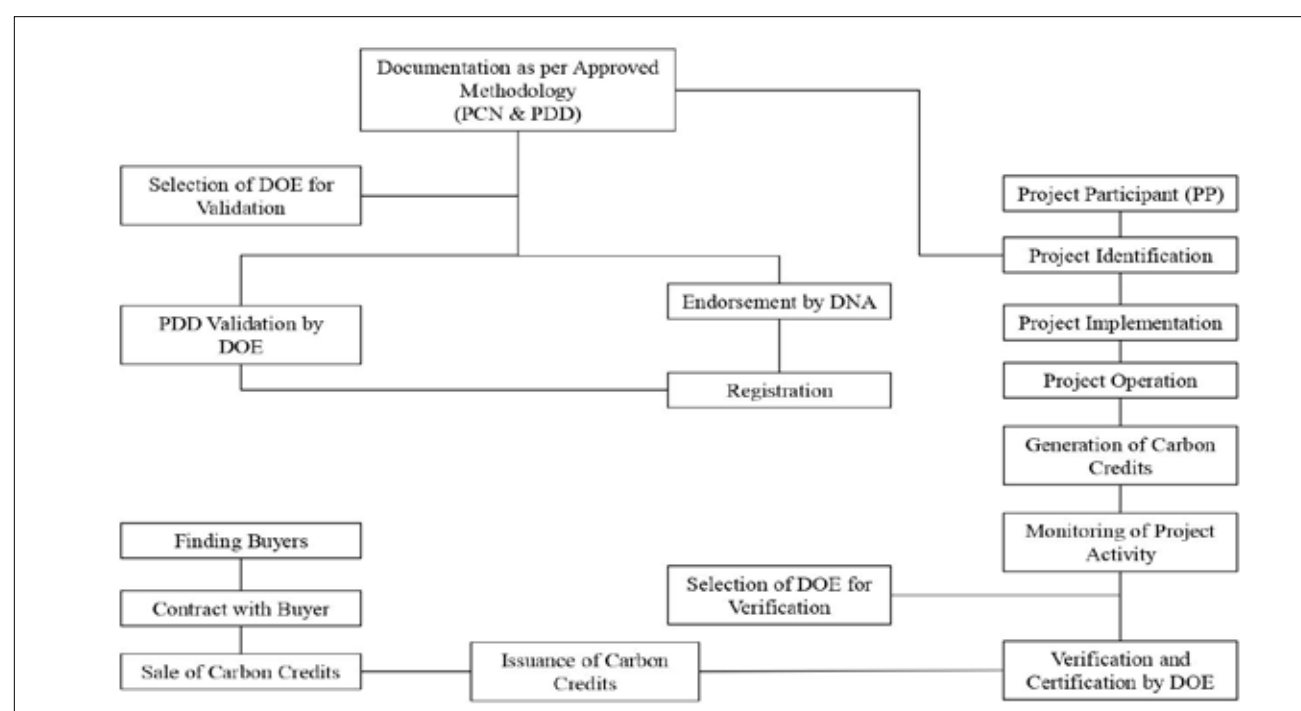 Documentation as per Approved
Methodology
(PCN & PDD)
Selection of DOE for
Validation
PDD Validation by
DOE
Endorsement by DNA
Registration
Project Participant (PP)
Project Identification
Project Implementation
Project Operation
Generation of Carbon
Credits
Monitoring of Project
Activity
Selection of DOE for
Verification
Verification and
Certification by DOE
Issuance of Carbon
Credits
Finding Buyers
Contract with Buyer
Sale of Carbon Credits